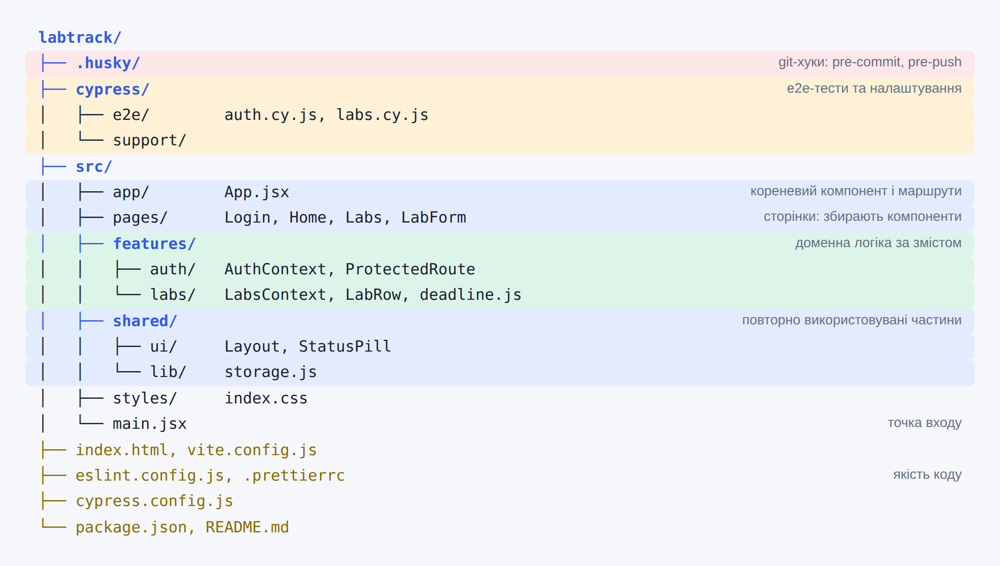 labtrack/
├── .husky/ git-хуки: pre-commit, pre-push
├── cypress/ e2e-тести та налаштування
│   ├── e2e/        auth.cy.js, labs.cy.js
│   └── support/
├── src/
│   ├── app/        App.jsx кореневий компонент і маршрути
│   ├── pages/      Login, Home, Labs, LabForm сторінки: збирають компоненти
│   ├── features/ доменна логіка за змістом
│   │   ├── auth/   AuthContext, ProtectedRoute
│   │   └── labs/   LabsContext, LabRow, deadline.js
│   ├── shared/ повторно використовувані частини
│   │   ├── ui/     Layout, StatusPill
│   │   └── lib/    storage.js
│   ├── styles/     index.css
│   └── main.jsx точка входу
├── index.html, vite.config.js
├── eslint.config.js, .prettierrc якість коду
├── cypress.config.js
└── package.json, README.md